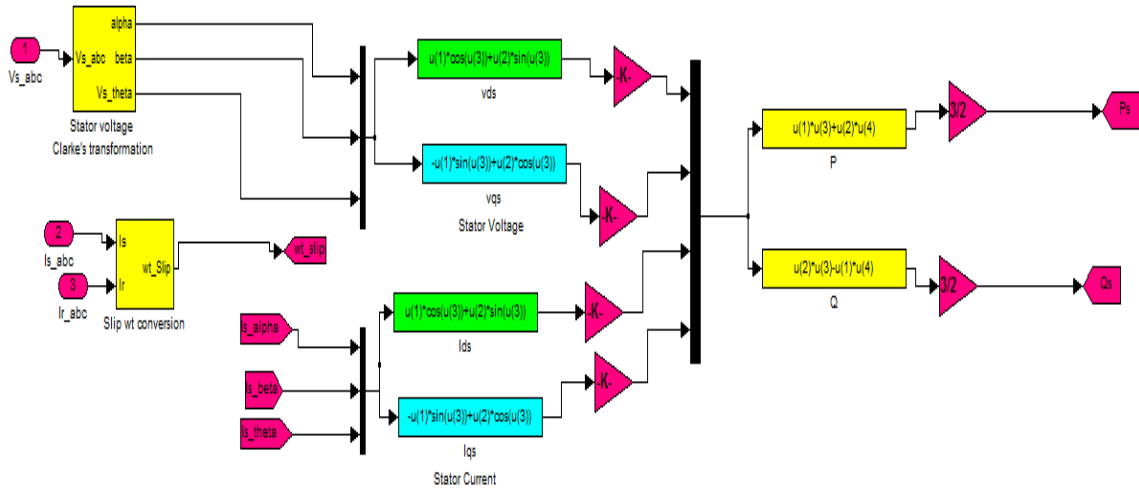 1
Vs_abc
Vs_abc
alpha
beta
Vs_theta
Stator voltage
Clarke's transformation
u(1)*cos(u(3))+u(2)*sin(u(3))
vds
-K-
-u(1)*sin(u(3))+u(2)*cos(u(3))
vqs
-K-
Stator Voltage
u(1)*u(3)+u(2)*u(4)
P
3/2
Ps
2
Is_abc
3
Ir_abc
Is
Ir
wt_Slip
Slip wt conversion
wt_slip
u(2)*u(3)-u(1)*u(4)
Q
3/2
Qs
Is_alpha
Is_beta
Is_theta
u(1)*cos(u(3))+u(2)*sin(u(3))
Ids
-K-
-u(1)*sin(u(3))+u(2)*cos(u(3))
Iqs
-K-
Stator Current